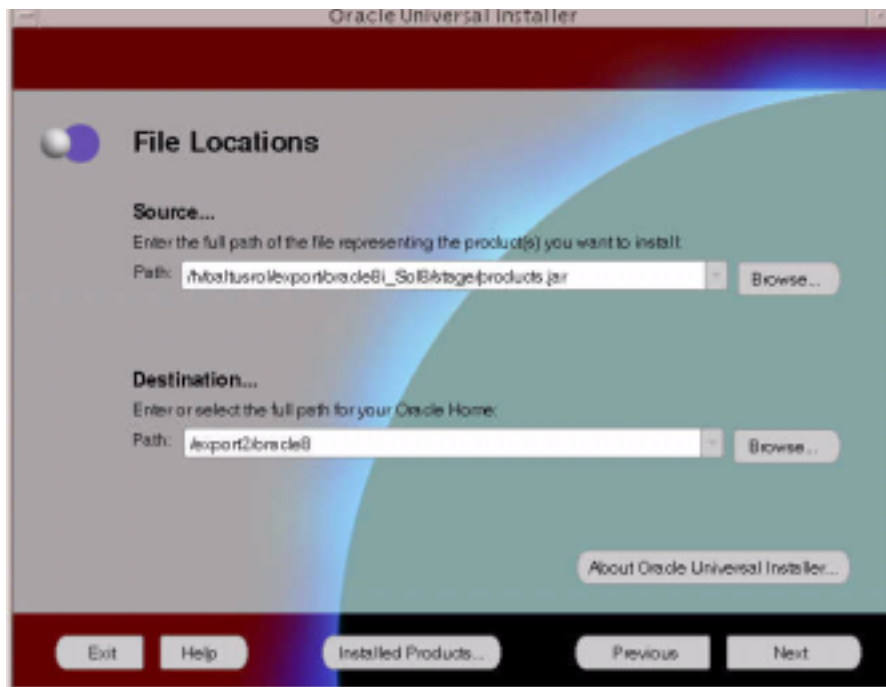 Oracle Universal Installer
File Locations
Source...
Enter the full path of the file representing the product(s) you want to install:
Path: /h/baltusrol/export/oracle8i_Sol8/stage/products.jar Browse...
Destination...
Enter or select the full path for your Oracle Home:
Path: /export2/oracle8 Browse...
About Oracle Universal Installer...
Exit Help Installed Products... Previous Next